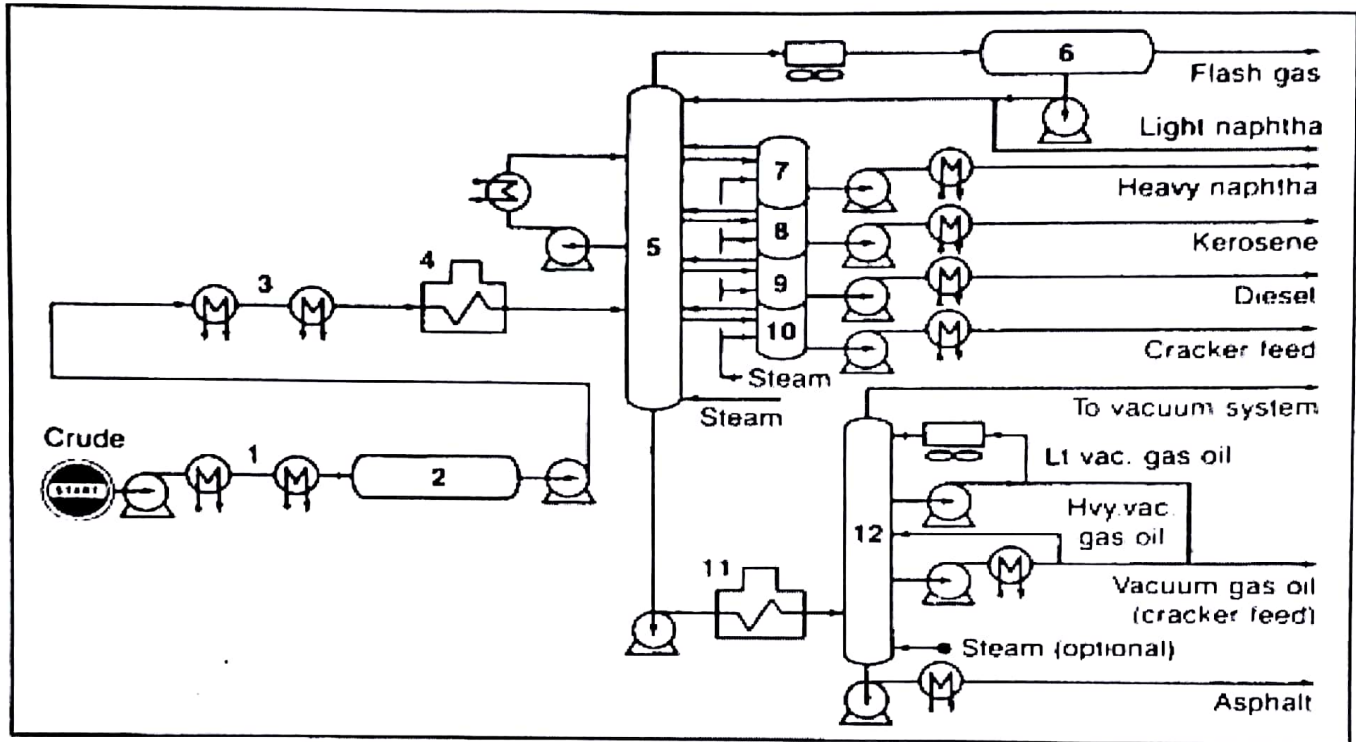 6
Flash gas
Light naphtha
7
Heavy naphtha
5
8
Kerosene
4
3
9
Diesel
10
Cracker feed
Steam
Steam
To vacuum system
Crude
START
1
2
Lt vac. gas oil
12
Hvy. vac.
gas oil
11
Vacuum gas oil
(cracker feed)
Steam (optional)
Asphalt